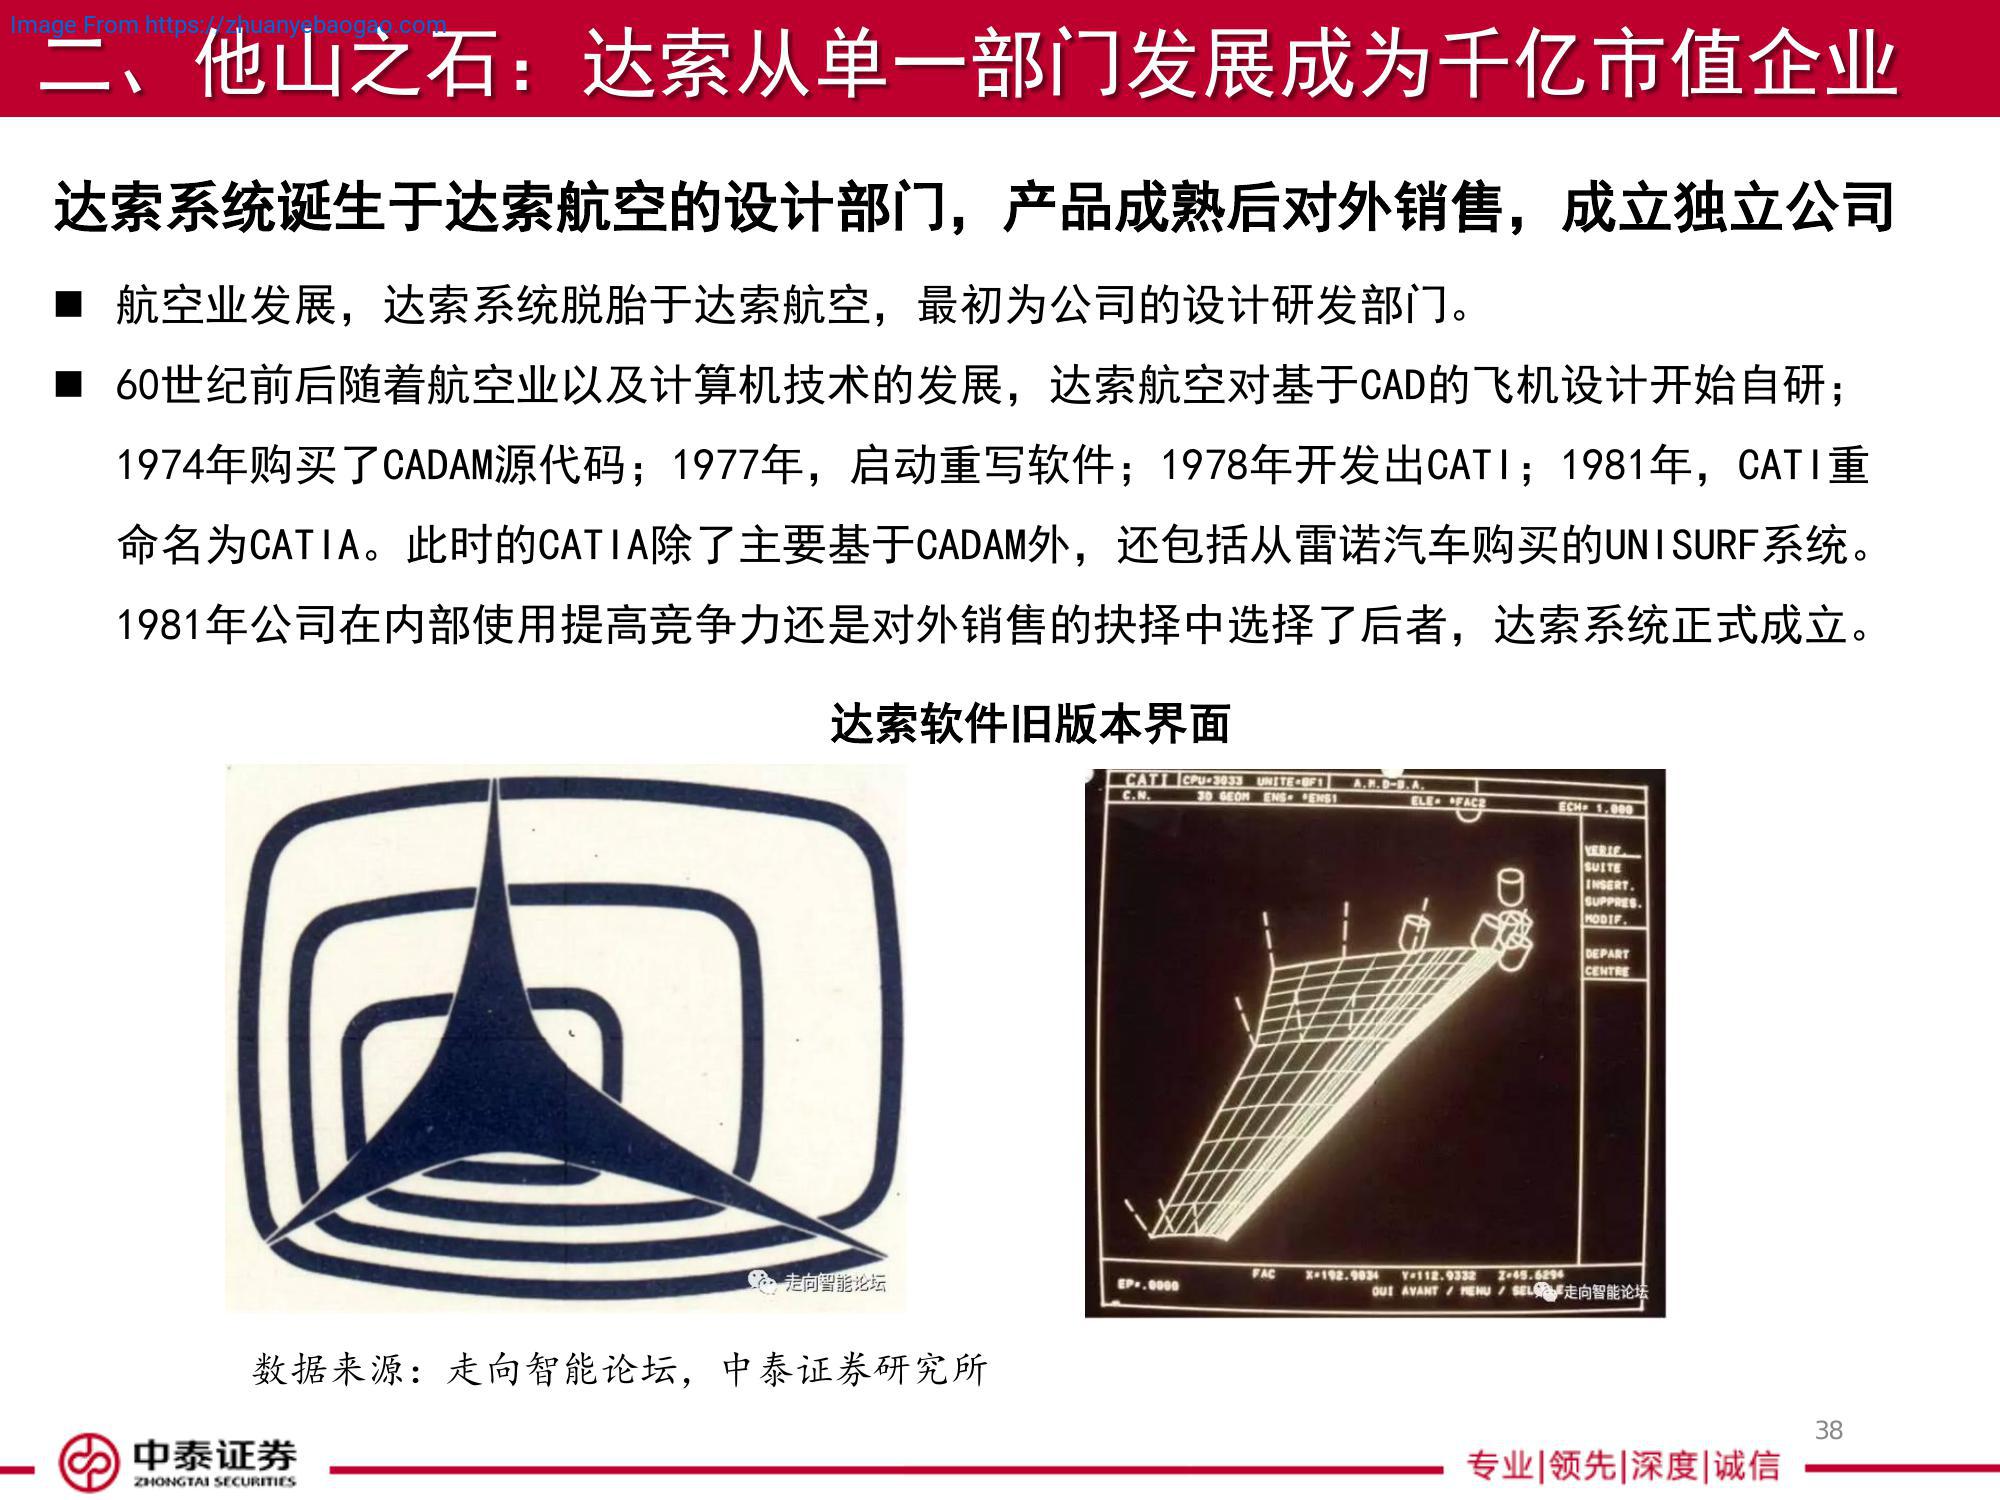 Image From https://zhuanyebaogao.com
二、他山之石：达索从单一部门发展成为千亿市值企业
达索系统诞生于达索航空的设计部门，产品成熟后对外销售，成立独立公司
■ 航空业发展，达索系统脱胎于达索航空，最初为公司的设计研发部门。
■ 60世纪前后随着航空业以及计算机技术的发展，达索航空对基于CAD的飞机设计开始自研；
1974年购买了CADAM源代码；1977年，启动重写软件；1978年开发出CATI；1981年，CATI重
命名为CATIA。此时的CATIA除了主要基于CADAM外，还包括从雷诺汽车购买的UNISURF系统。
1981年公司在内部使用提高竞争力还是对外销售的抉择中选择了后者，达索系统正式成立。
达索软件旧版本界面
走向智能论坛
CATI CPU=3033 UNITE=GF1 A.M.D-B.A.
C.N. 3D GEOM ENS= *ENS1 ELE= *FAC2 ECH= 1.000
VERIF.
SUITE
INSERT.
SUPPRES.
MODIF.
DEPART
CENTRE
EP=.0000 FAC X=192.9034 Y=112.9332 Z=45.6294
OUI AVANT / MENU /
走向智能论坛
数据来源：走向智能论坛，中泰证券研究所
38
中泰证券
ZHONGTAI SECURITIES
专业|领先|深度|诚信